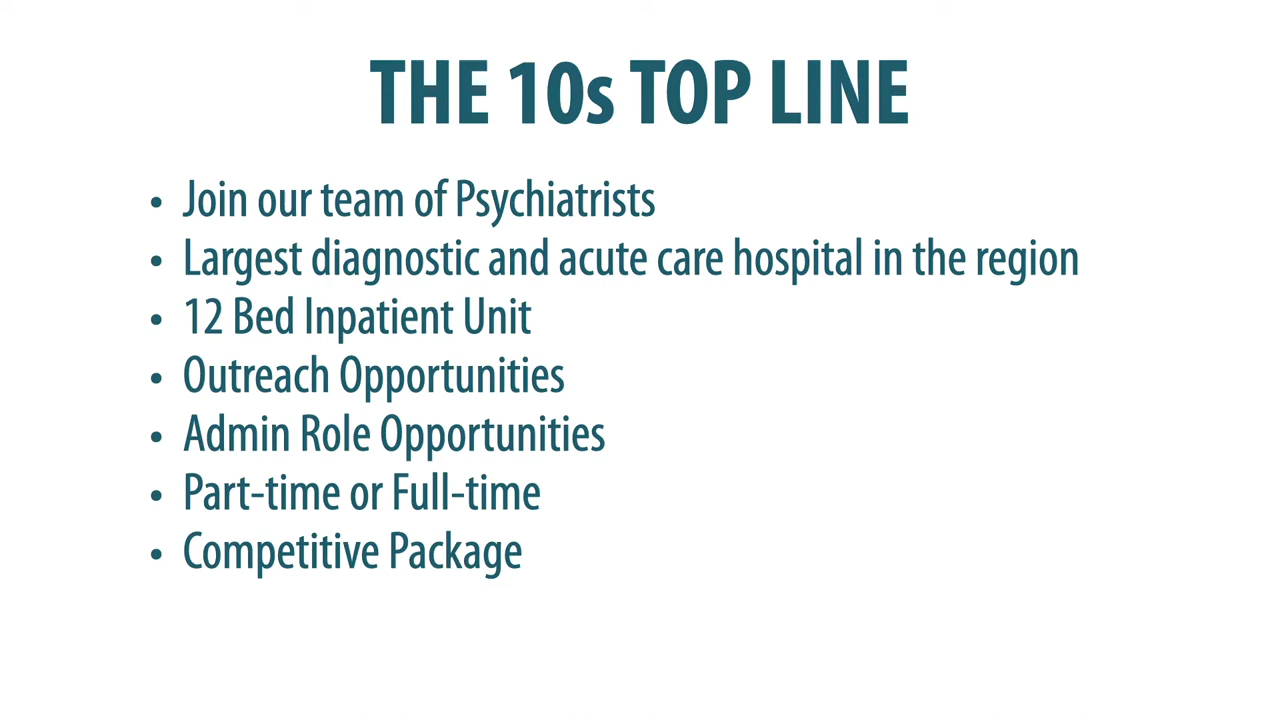 THE 10s TOP LINE
• Join our team of Psychiatrists
• Largest diagnostic and acute care hospital in the region
• 12 Bed Inpatient Unit
• Outreach Opportunities
• Admin Role Opportunities
• Part-time or Full-time
• Competitive Package